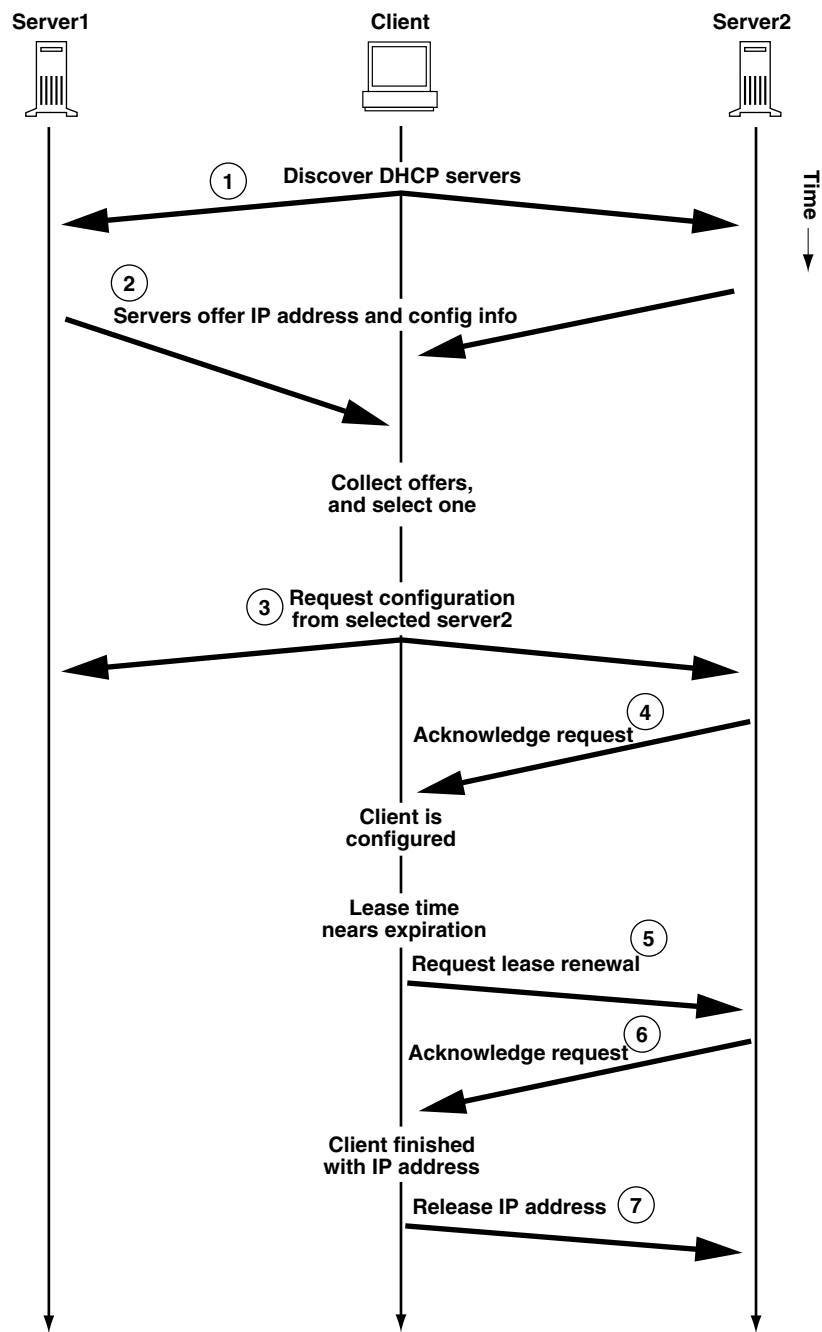 Server1
Client
Server2
1
Discover DHCP servers
Time
2
Servers offer IP address and config info
Collect offers,
and select one
3
Request configuration
from selected server2
4
Acknowledge request
Client is
configured
Lease time
nears expiration
5
Request lease renewal
6
Acknowledge request
Client finished
with IP address
Release IP address
7